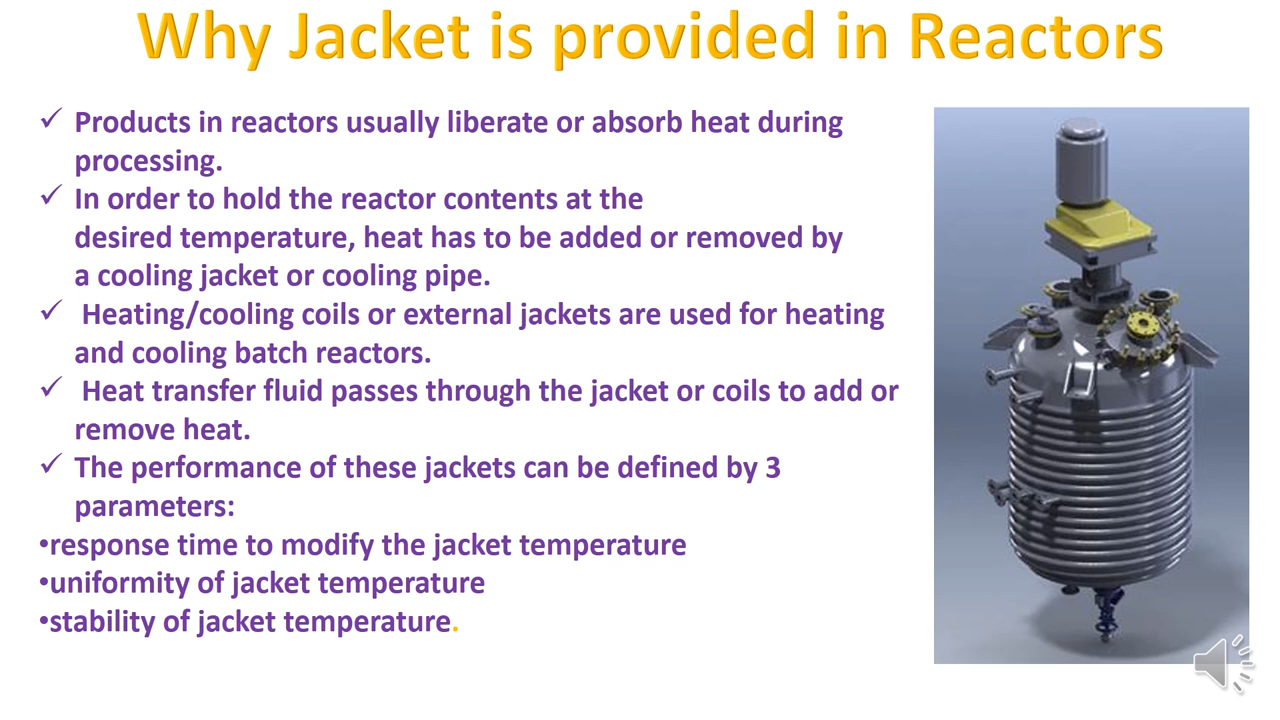 Why Jacket is provided in Reactors
✓ Products in reactors usually liberate or absorb heat during
processing.
✓ In order to hold the reactor contents at the
desired temperature, heat has to be added or removed by
a cooling jacket or cooling pipe.
✓ Heating/cooling coils or external jackets are used for heating
and cooling batch reactors.
✓ Heat transfer fluid passes through the jacket or coils to add or
remove heat.
✓ The performance of these jackets can be defined by 3
parameters:
•response time to modify the jacket temperature
•uniformity of jacket temperature
•stability of jacket temperature.